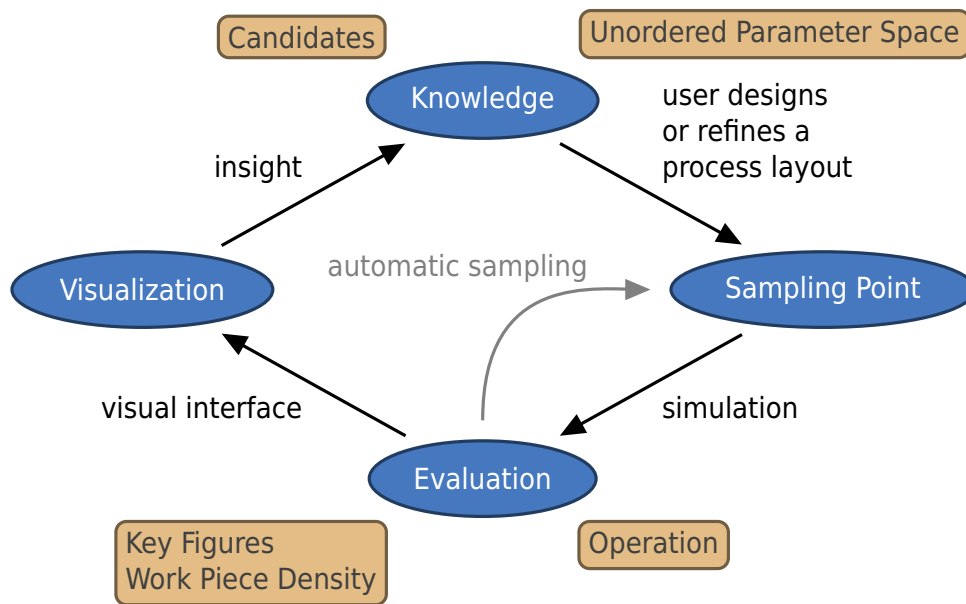 Candidates
Unordered Parameter Space
Knowledge
user designs
or refines a
process layout
insight
automatic sampling
Visualization
Sampling Point
visual interface
simulation
Evaluation
Key Figures
Work Piece Density
Operation